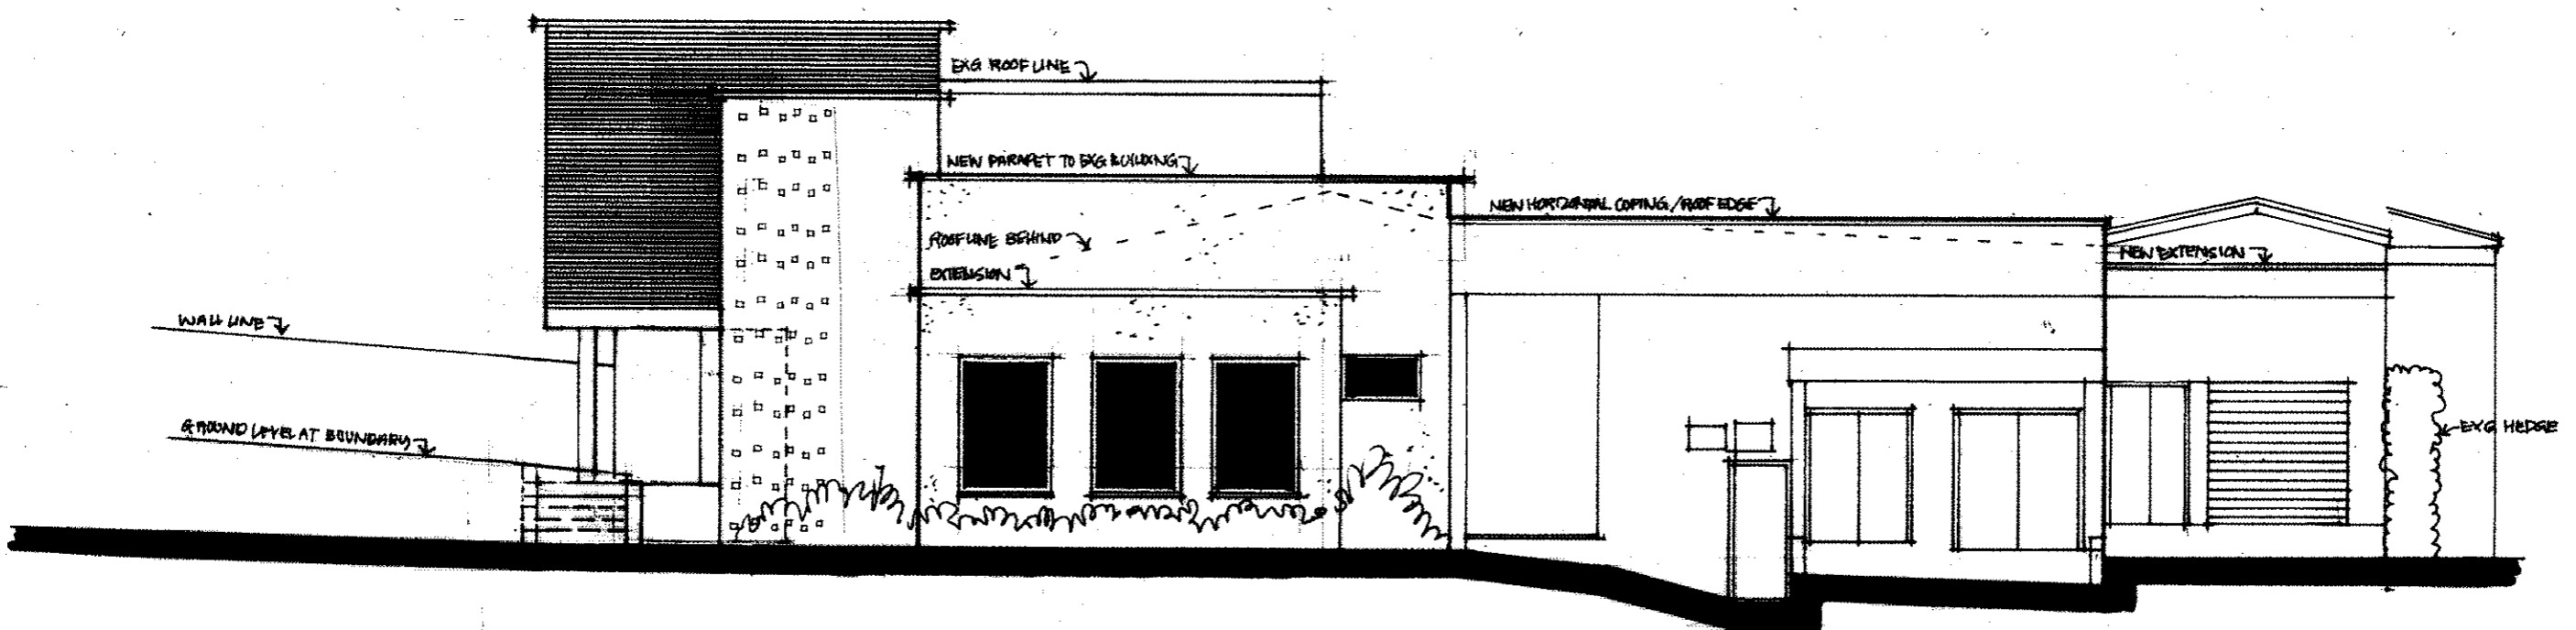 EXG ROOF LINE
NEW PARAPET TO EXG BUILDING
NEW HORIZONTAL COPING/ROOF EDGE
ROOFLINE BEHIND
NEW EXTENSION
EXTENSION
WALL LINE
GROUND LEVEL AT BOUNDARY
EXG HEDGE